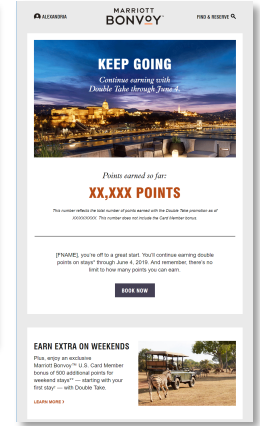 ALEXANDRIA
MARRIOTT
BONVOY™
FIND & RESERVE
KEEP GOING
Continue earning with
Double Take through June 4.
Points earned so far:
XX,XXX POINTS
This number reflects the total number of points earned with the Double Take promotion as of
XX/XX/XXXX. This number does not include the Card Member bonus.
[FNAME], you're off to a great start. You'll continue earning double
points on stays* through June 4, 2019. And remember, there's no
limit to how many points you can earn.
BOOK NOW
EARN EXTRA ON WEEKENDS
Plus, enjoy an exclusive
Marriott Bonvoy™ U.S. Card Member
bonus of 500 additional points for
weekend stays** — starting with your
first stay — with Double Take.
LEARN MORE